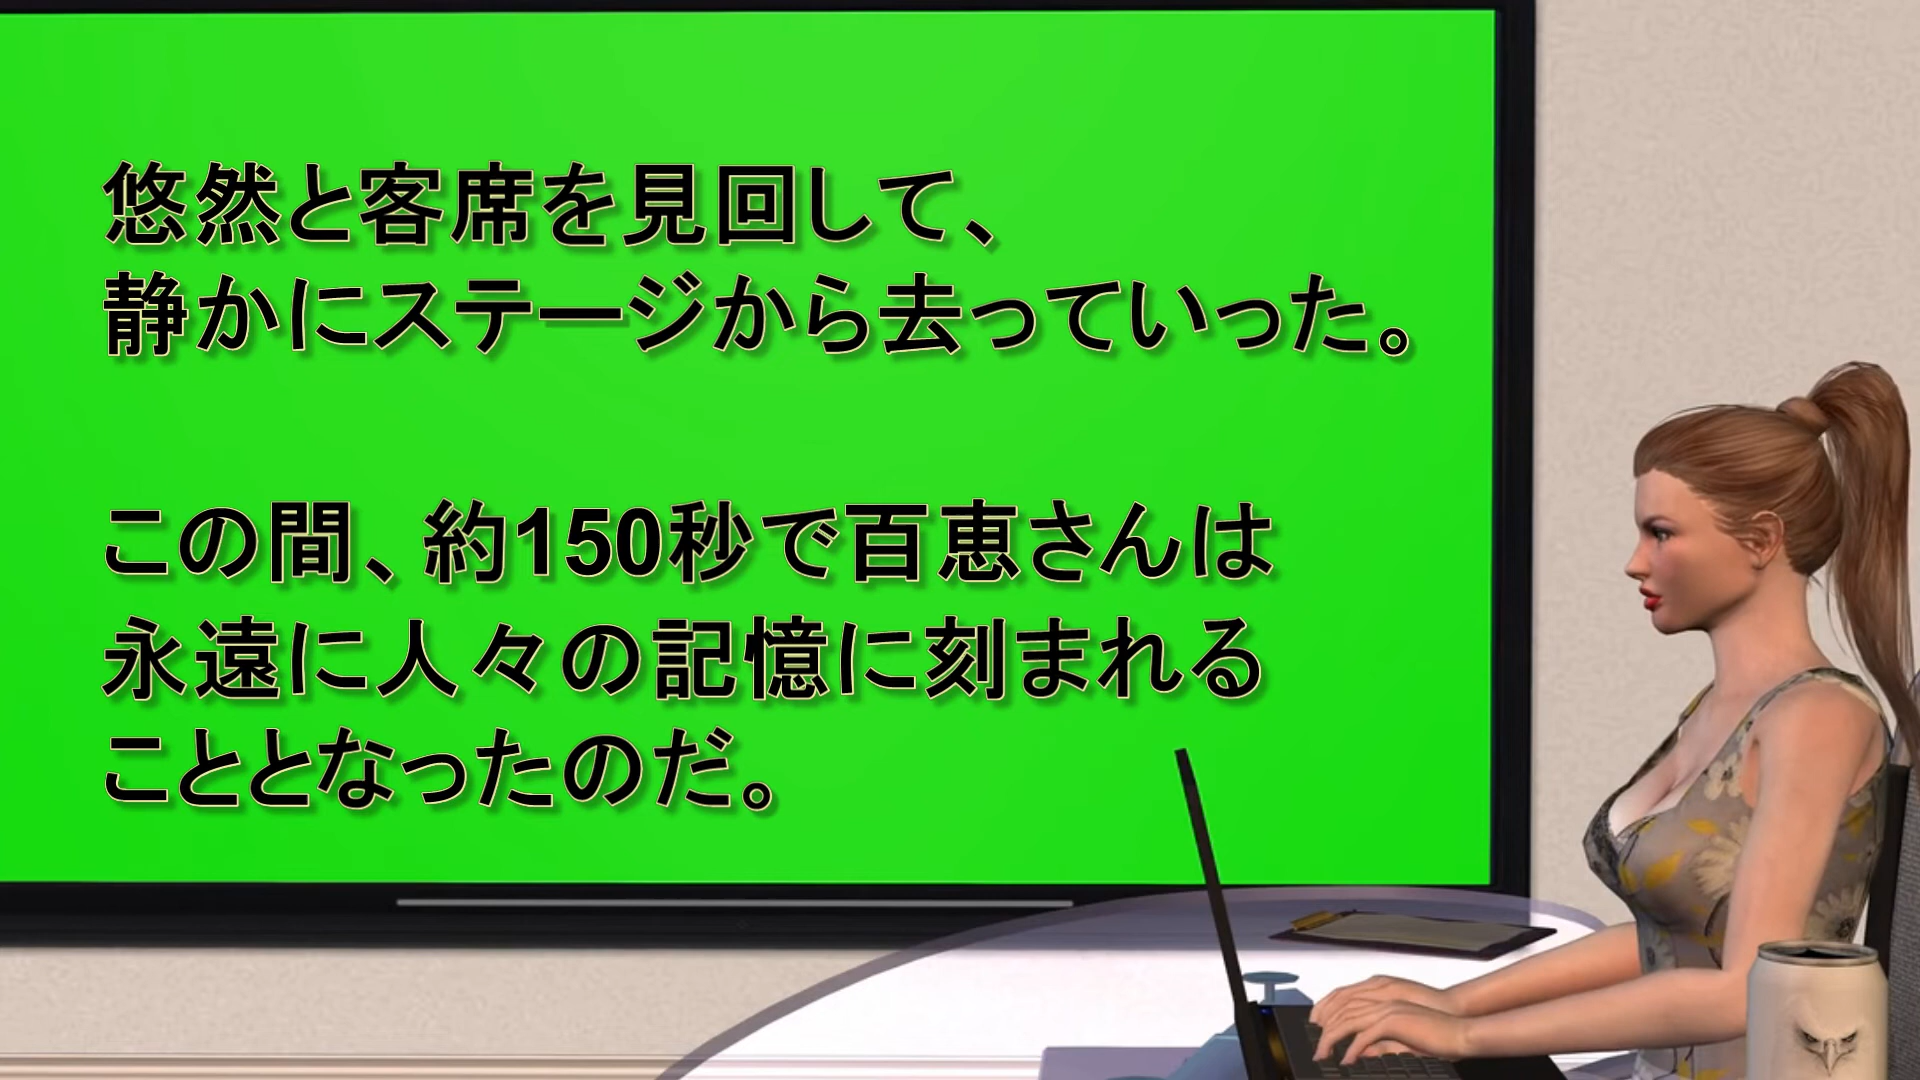 悠然と客席を見回して、
静かにステージから去っていった。
この間、約150秒で百恵さんは
永遠に人々の記憶に刻まれる
こととなったのだ。